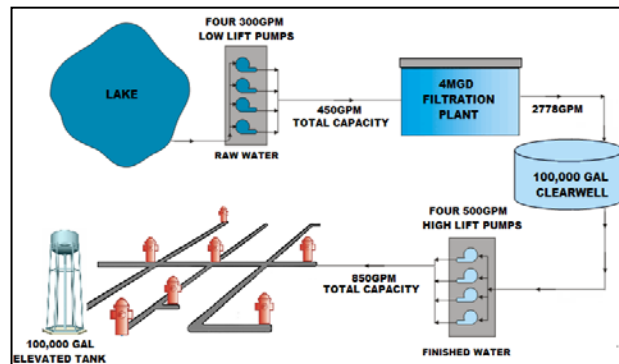 FOUR 300GPM
LOW LIFT PUMPS
LAKE
4MGD
FILTRATION
PLANT
450GPM
TOTAL CAPACITY
2778GPM
RAW WATER
100,000 GAL
CLEARWELL
FOUR 500GPM
HIGH LIFT PUMPS
850GPM
TOTAL CAPACITY
100,000 GAL
ELEVATED TANK
FINISHED WATER